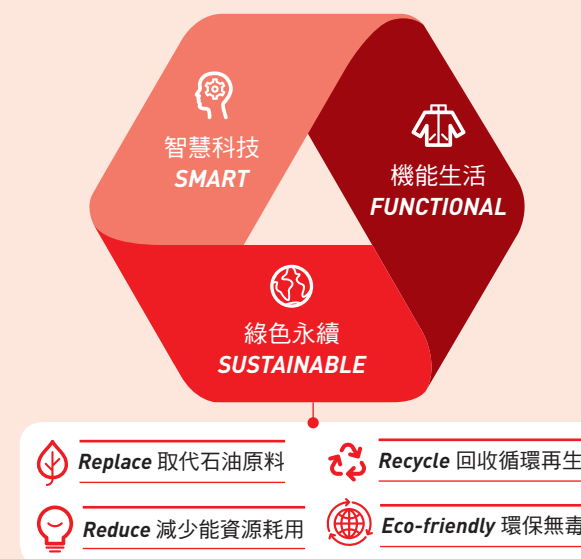 智慧科技
SMART
機能生活
FUNCTIONAL
綠色永續
SUSTAINABLE
Replace 取代石油原料
Recycle 回收循環再生
Reduce 減少能資源耗用
Eco-friendly 環保無毒